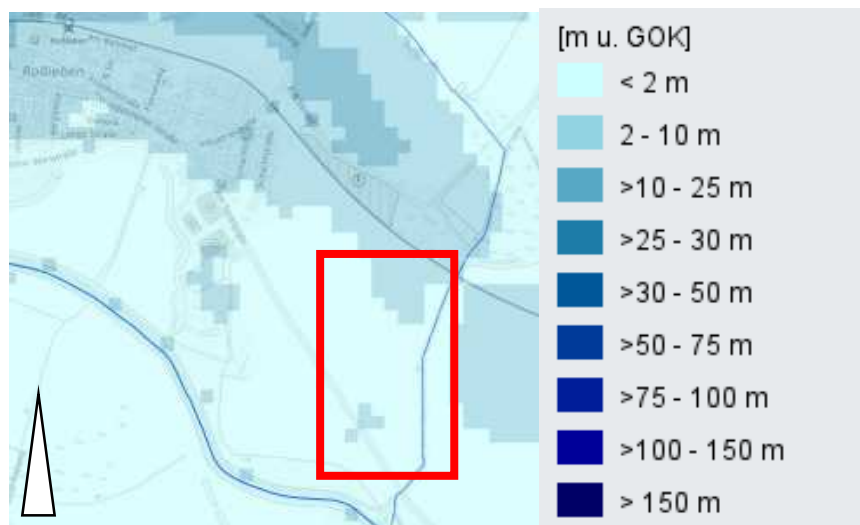 [m u. GOK]
< 2 m
2 - 10 m
>10 - 25 m
>25 - 30 m
>30 - 50 m
>50 - 75 m
>75 - 100 m
>100 - 150 m
> 150 m
Roßleben